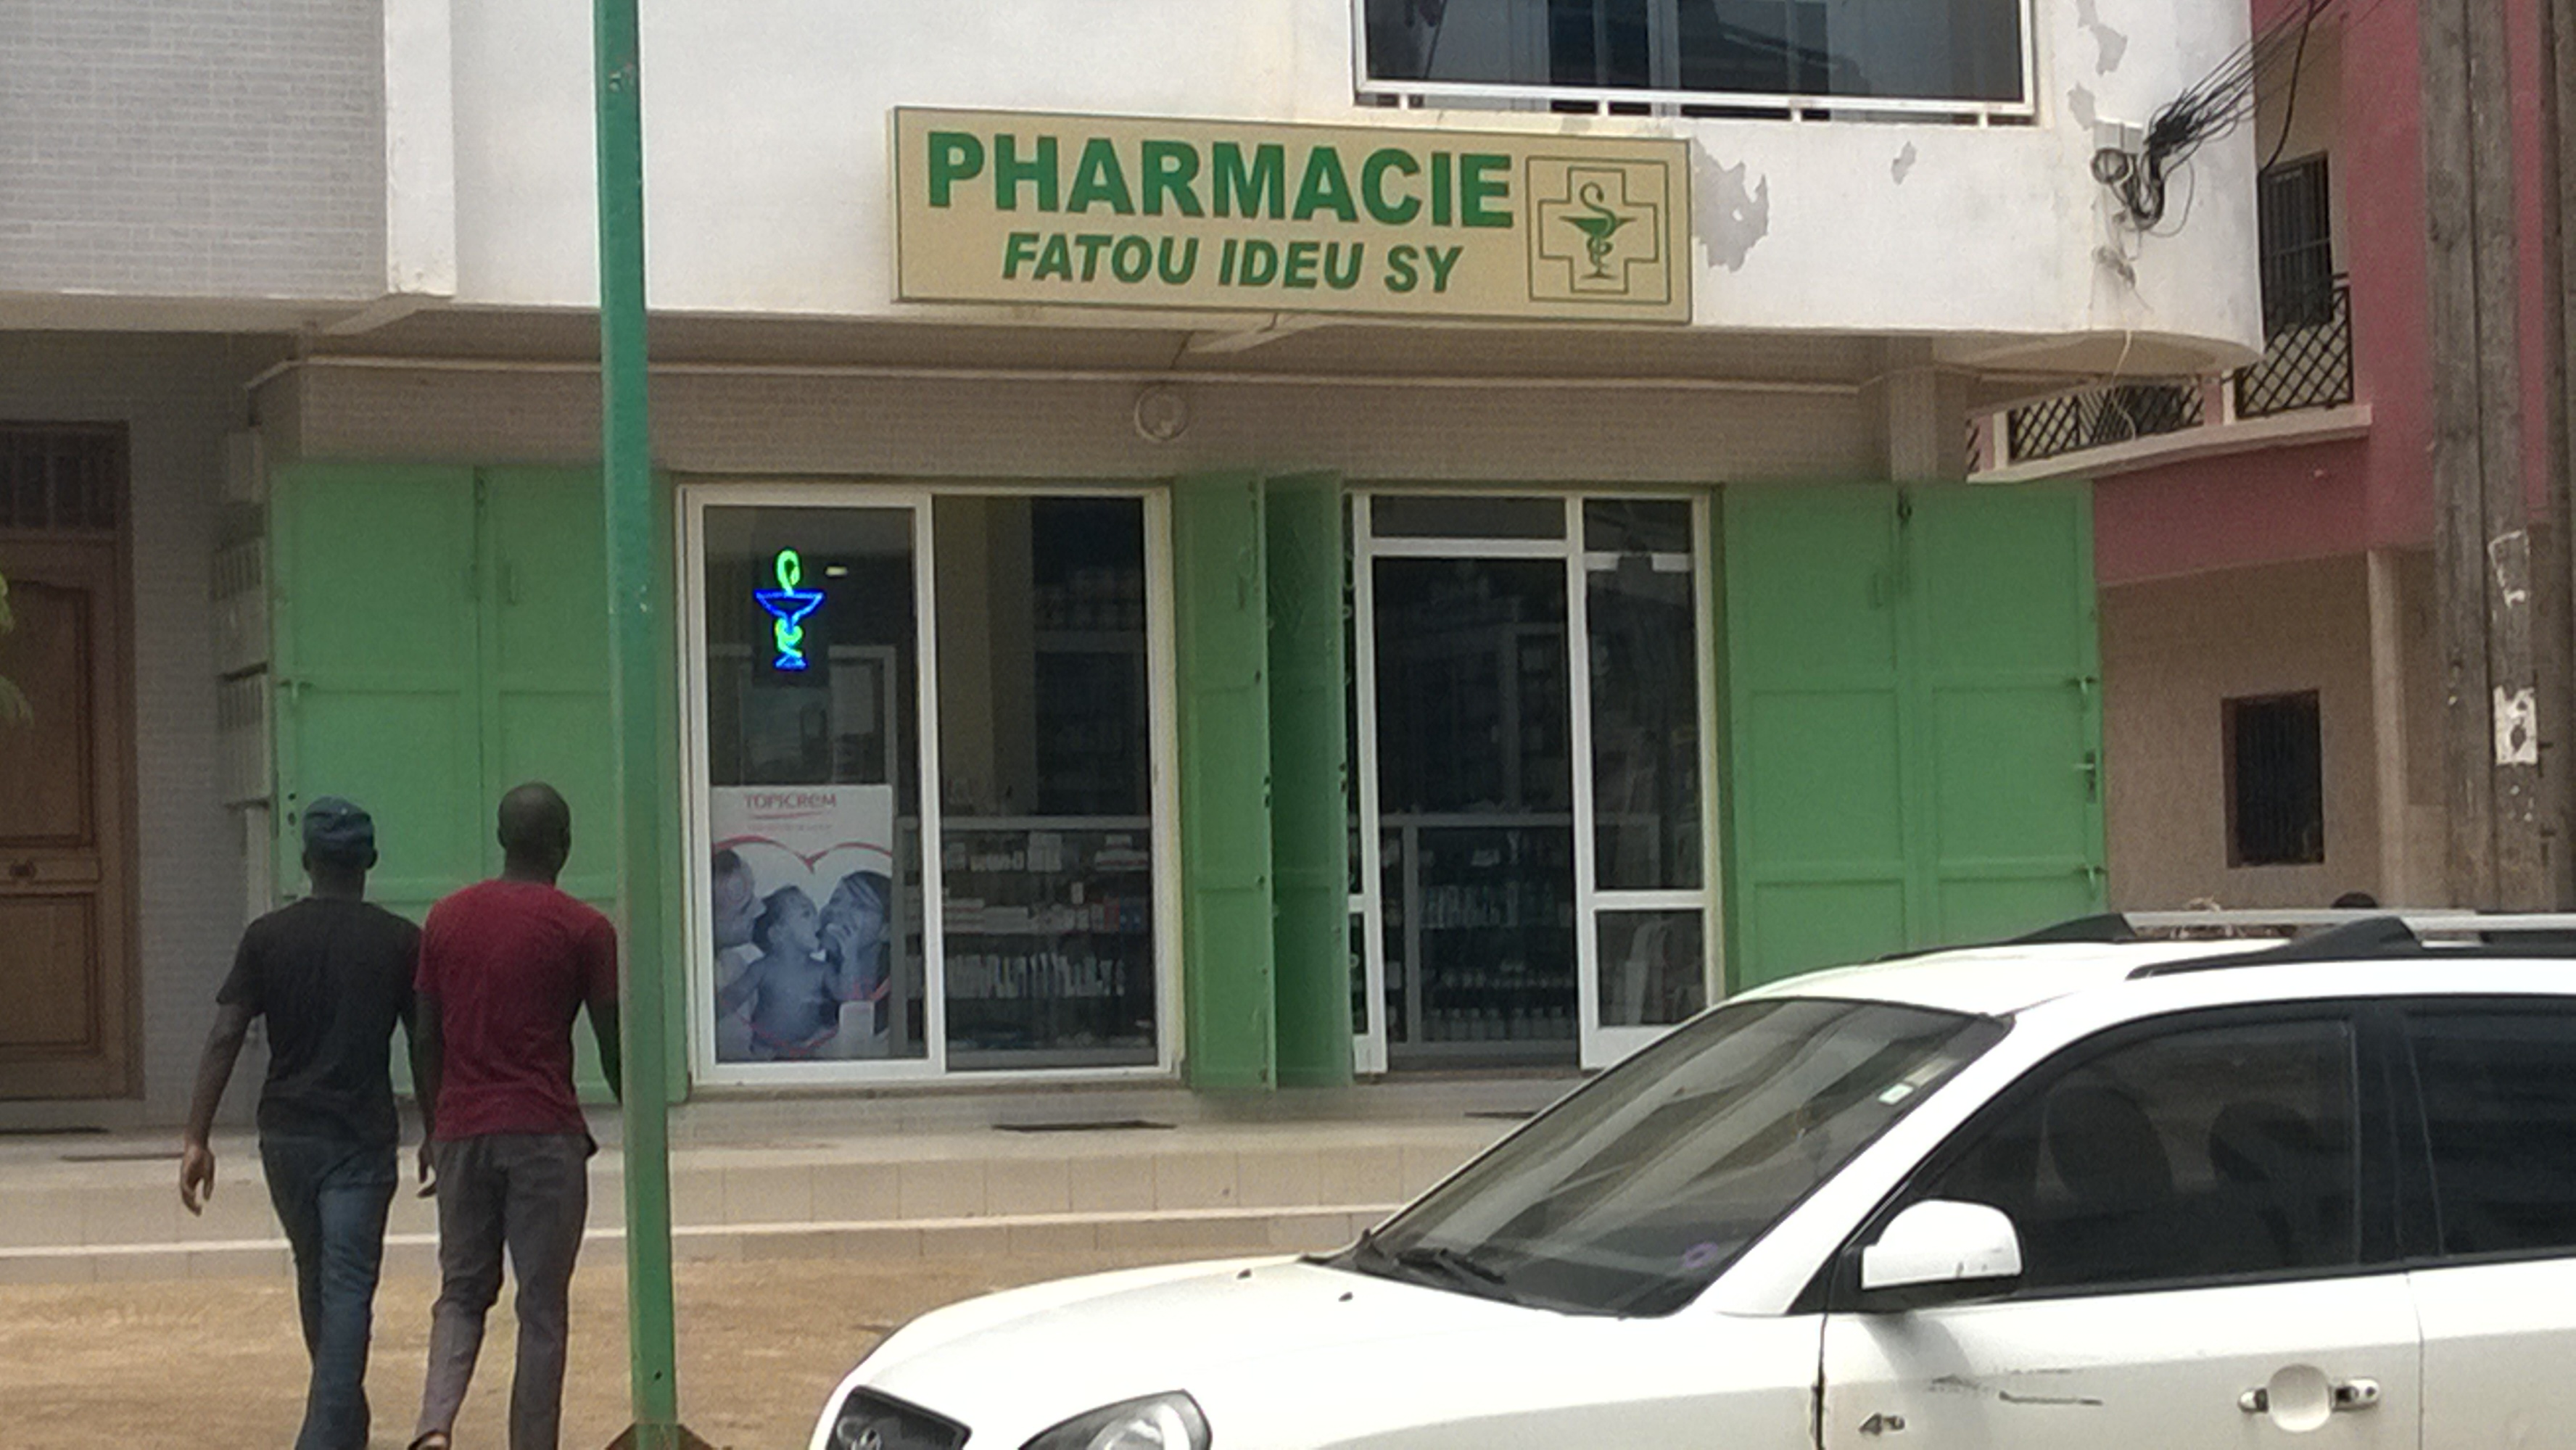 PHARMACIE
FATOU IDEU SY
TOPICREM